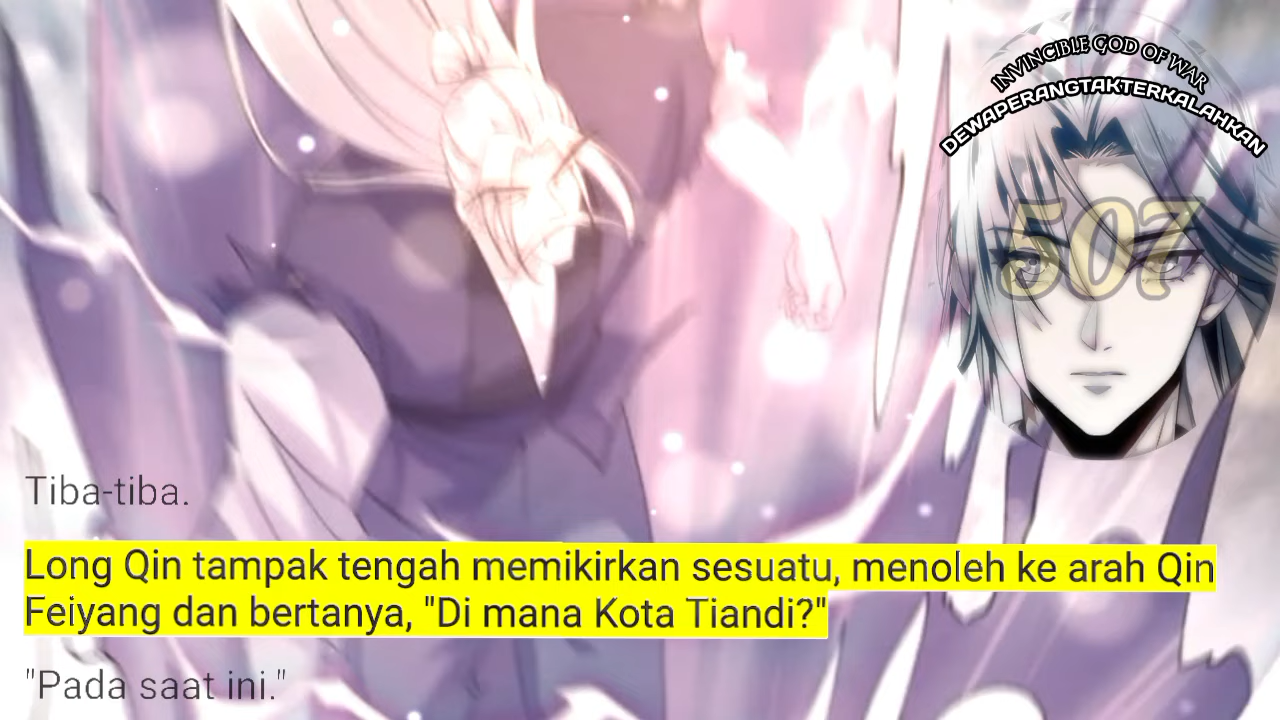 INVINCIBLE GOD OF WAR
DEWAPERANGTAKTERKALAHKAN
507
Tiba-tiba.
Long Qin tampak tengah memikirkan sesuatu, menoleh ke arah Qin
Feiyang dan bertanya, "Di mana Kota Tiandi?"
"Pada saat ini."